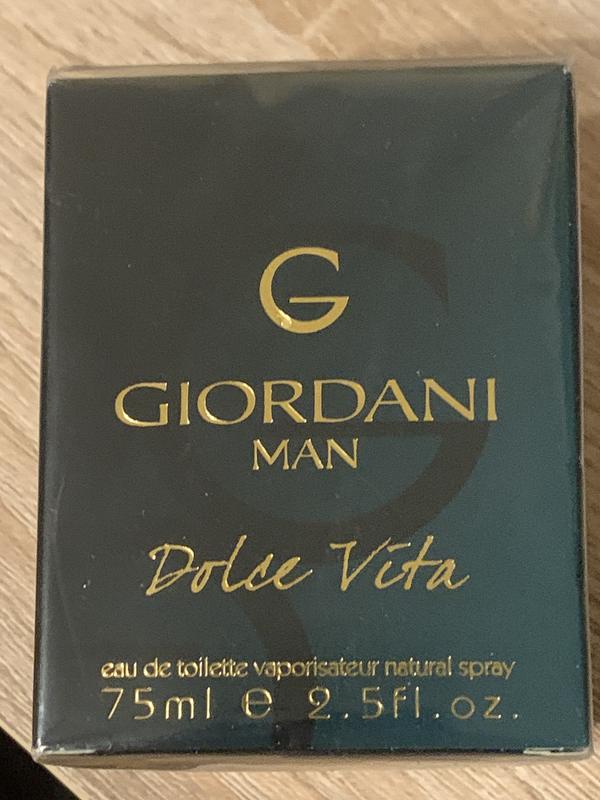 G
GIORDANI
MAN
Dolce Vita
eau de toilette vaporisateur natural spray
75ml ℮ 2.5fl.oz.